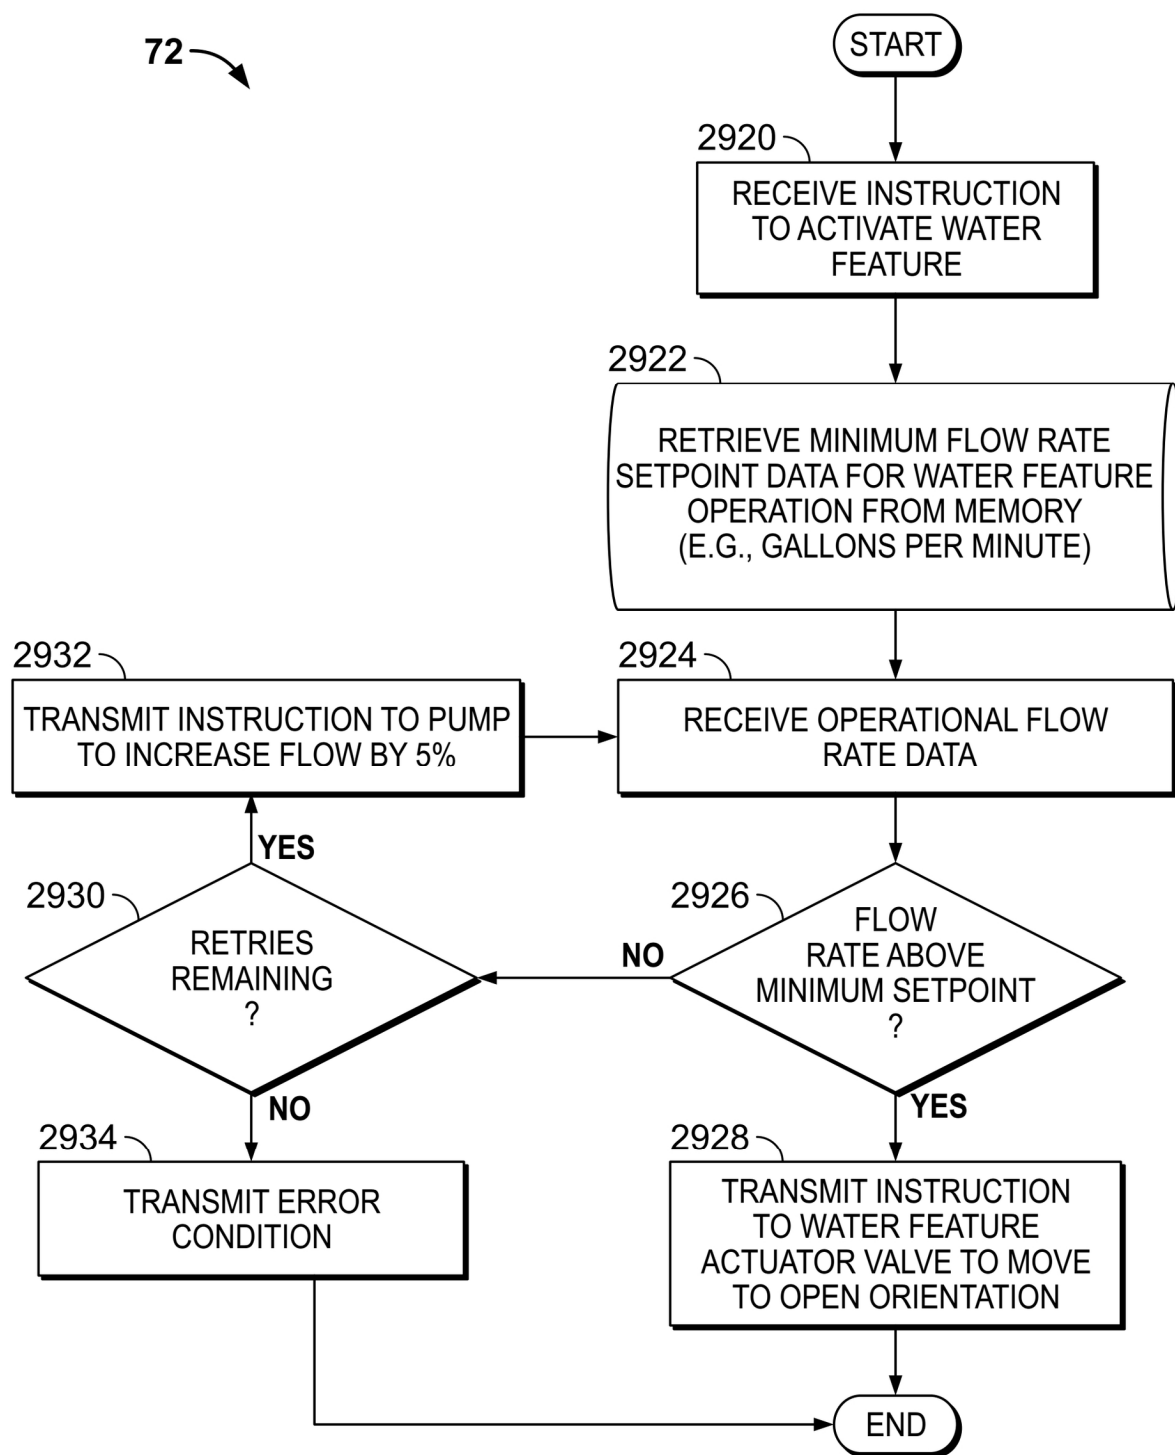 72
START
2920
RECEIVE INSTRUCTION
TO ACTIVATE WATER
FEATURE
2922
RETRIEVE MINIMUM FLOW RATE
SETPOINT DATA FOR WATER FEATURE
OPERATION FROM MEMORY
(E.G., GALLONS PER MINUTE)
2932
TRANSMIT INSTRUCTION TO PUMP
TO INCREASE FLOW BY 5%
2924
RECEIVE OPERATIONAL FLOW
RATE DATA
YES
2930
RETRIES
REMAINING
?
NO
2926
FLOW
RATE ABOVE
MINIMUM SETPOINT
?
NO
YES
2934
TRANSMIT ERROR
CONDITION
2928
TRANSMIT INSTRUCTION
TO WATER FEATURE
ACTUATOR VALVE TO MOVE
TO OPEN ORIENTATION
END